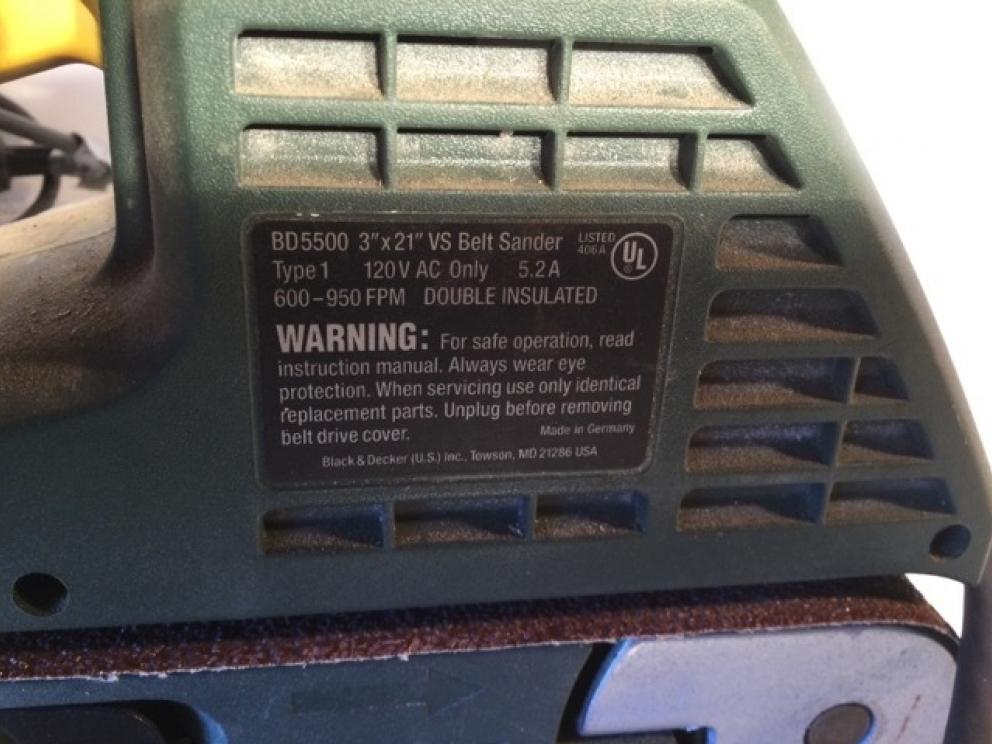 BD5500 3"x21" VS Belt Sander LISTED 406A UL
Type 1 120V AC Only 5.2A
600–950 FPM DOUBLE INSULATED
WARNING: For safe operation, read
instruction manual. Always wear eye
protection. When servicing use only identical
replacement parts. Unplug before removing
belt drive cover. Made in Germany
Black & Decker (U.S.) Inc., Towson, MD 21286 USA